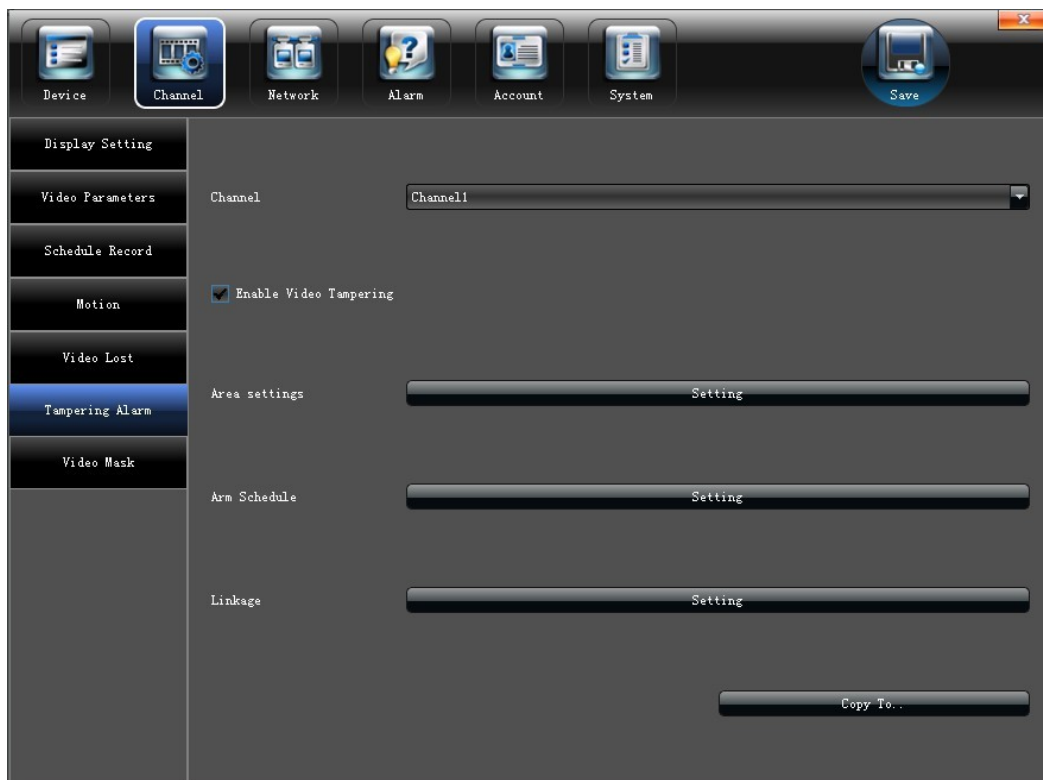 Device
Channel
Network
Alarm
Account
System
Save
Display Setting
Video Parameters
Schedule Record
Motion
Video Lost
Tampering Alarm
Video Mask
Channel
Channel1
Enable Video Tampering
Area settings
Setting
Arm Schedule
Setting
Linkage
Setting
Copy To..